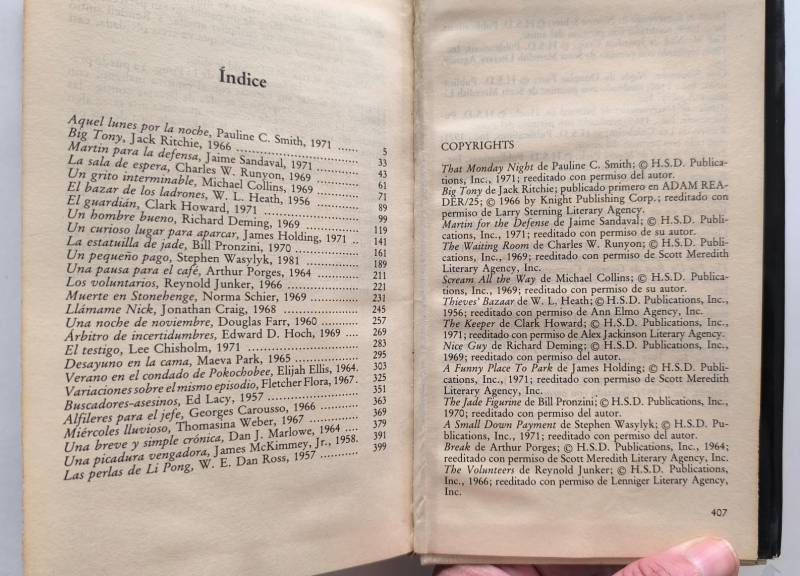 Índice
Aquel lunes por la noche, Pauline C. Smith, 1971 ...... 5
Big Tony, Jack Ritchie, 1966 ...... 33
Martin para la defensa, Jaime Sandaval, 1971 ...... 43
La sala de espera, Charles W. Runyon, 1969 ...... 61
Un grito interminable, Michael Collins, 1969 ...... 71
El bazar de los ladrones, W. L. Heath, 1956 ...... 89
El guardián, Clark Howard, 1971 ...... 99
Un hombre bueno, Richard Deming, 1969 ...... 119
Un curioso lugar para aparcar, James Holding, 1971 .. 141
La estatuilla de jade, Bill Pronzini, 1970 ...... 161
Un pequeño pago, Stephen Wasylyk, 1981 ...... 189
Una pausa para el café, Arthur Porges, 1964 ...... 211
Los voluntarios, Reynold Junker, 1966 ...... 221
Muerte en Stonehenge, Norma Schier, 1969 ...... 231
Llámame Nick, Jonathan Craig, 1968 ...... 245
Una noche de noviembre, Douglas Farr, 1960 ...... 257
Árbitro de incertidumbres, Edward D. Hoch, 1969 ... 269
El testigo, Lee Chisholm, 1971 ...... 283
Desayuno en la cama, Maeva Park, 1965 ...... 295
Verano en el condado de Pokochobee, Elijah Ellis, 1964. 303
Variaciones sobre el mismo episodio, Fletcher Flora, 1967. 325
Buscadores-asesinos, Ed Lacy, 1957 ...... 351
Alfileres para el jefe, Georges Carousso, 1966 ...... 363
Miércoles lluvioso, Thomasina Weber, 1967 ...... 369
Una breve y simple crónica, Dan J. Marlowe, 1964 .... 379
Una picadura vengadora, James McKimmey, Jr., 1958. 391
Las perlas de Li Pong, W. E. Dan Ross, 1957 ...... 399
COPYRIGHTS
That Monday Night de Pauline C. Smith; © H.S.D. Publica-
tions, Inc., 1971; reeditado con permiso del autor.
Big Tony de Jack Ritchie; publicado primero en ADAM REA-
DER/25; © 1966 by Knight Publishing Corp.; reeditado con
permiso de Larry Sterning Literary Agency.
Martin for the Defense de Jaime Sandaval; © H.S.D. Publi-
cations, Inc., 1971; reeditado con permiso de su autor.
The Waiting Room de Charles W. Runyon; © H.S.D. Publica-
tions, Inc., 1969; reeditado con permiso de Scott Meredith
Literary Agency, Inc.
Scream All the Way de Michael Collins; © H.S.D. Publica-
tions, Inc., 1969; reeditado con permiso de su autor.
Thieves' Bazaar de W. L. Heath; © H.S.D. Publications, Inc.,
1956; reeditado con permiso de Ann Elmo Agency, Inc.
The Keeper de Clark Howard; © H.S.D. Publications, Inc.,
1971; reeditado con permiso de Alex Jackinson Literary Agency.
Nice Guy de Richard Deming; © H.S.D. Publications, Inc.,
1969; reeditado con permiso del autor.
A Funny Place To Park de James Holding; © H.S.D. Publica-
tions, Inc., 1971; reeditado con permiso de Scott Meredith
Literary Agency, Inc.
The Jade Figurine de Bill Pronzini; © H.S.D. Publications, Inc.,
1970; reeditado con permiso del autor.
A Small Down Payment de Stephen Wasylyk; © H.S.D. Pu-
blications, Inc., 1971; reeditado con permiso del autor.
Break de Arthur Porges; © H.S.D. Publications, Inc., 1964;
reeditado con permiso de Scott Meredith Literary Agency, Inc.
The Volunteers de Reynold Junker; © H.S.D. Publications,
Inc., 1966; reeditado con permiso de Lenniger Literary Agency,
Inc.
407